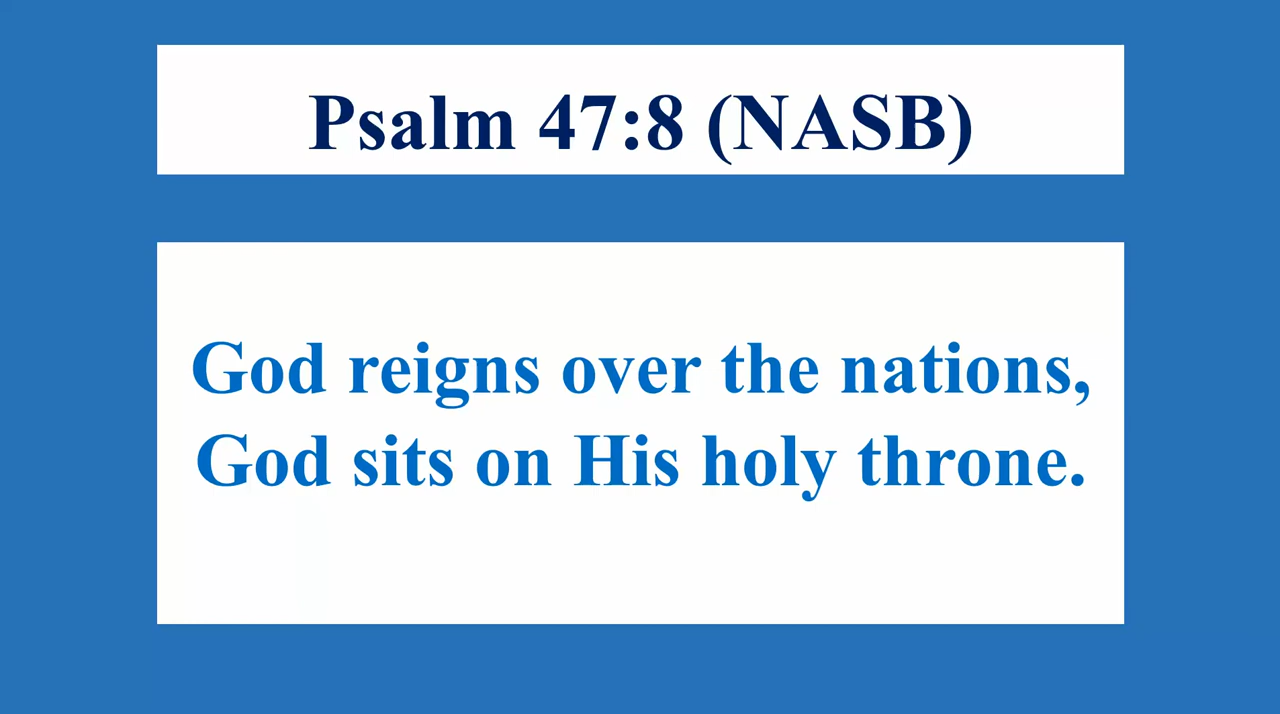 Psalm 47:8 (NASB)
God reigns over the nations,
God sits on His holy throne.